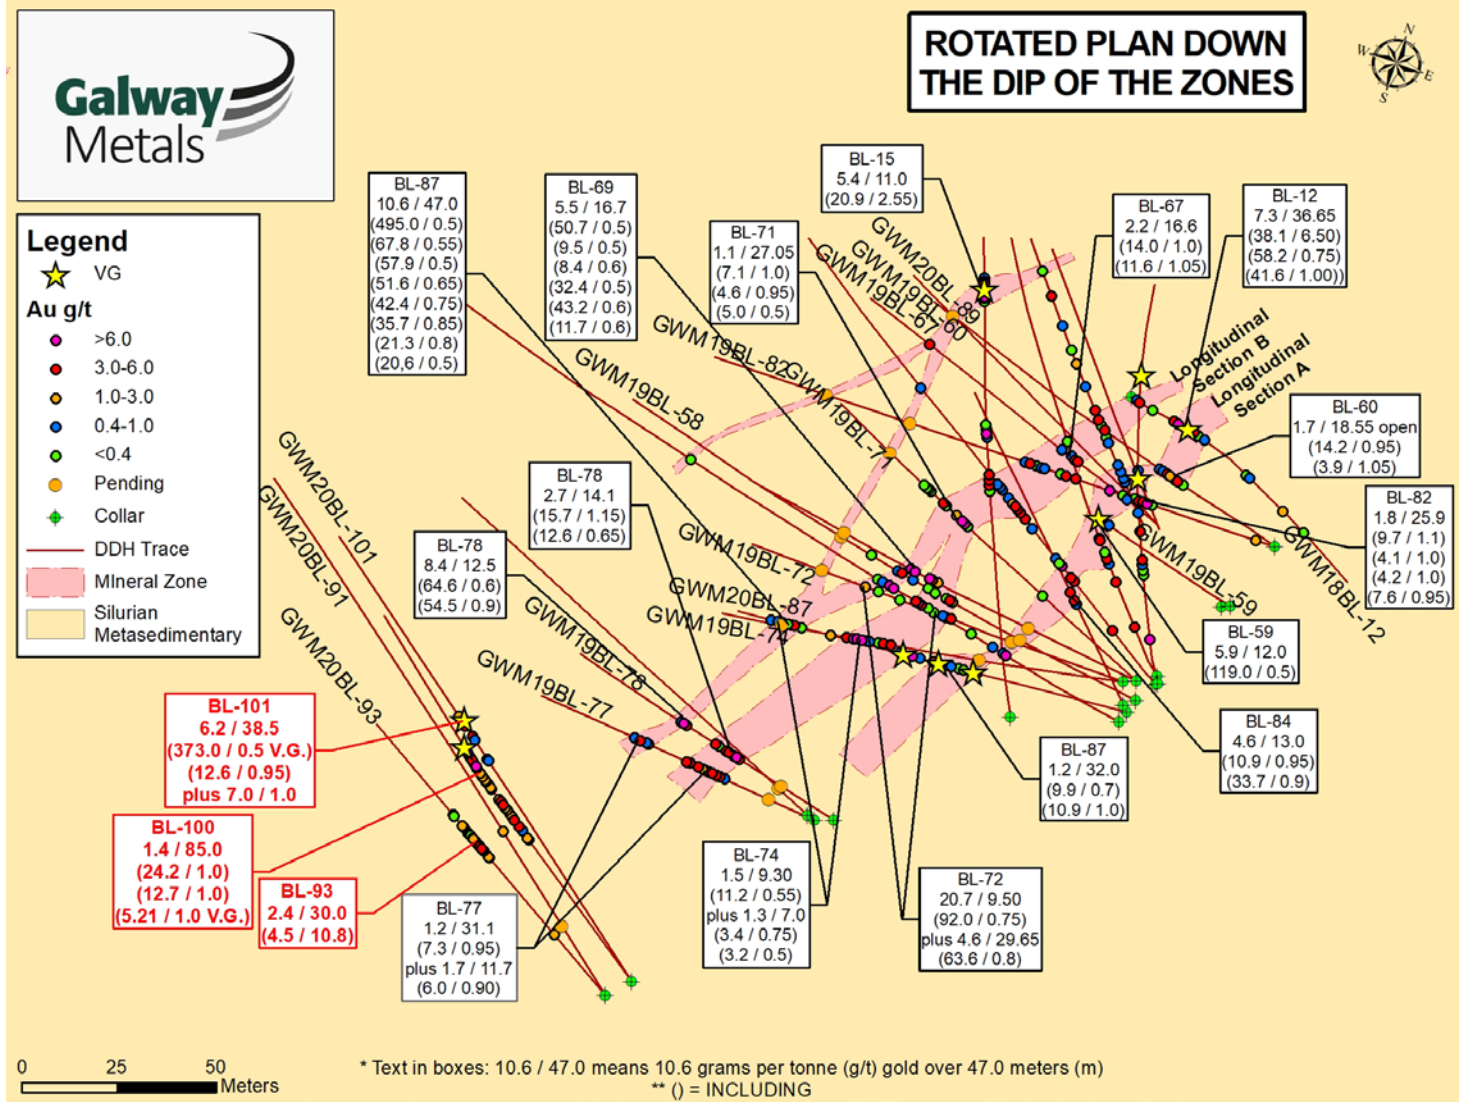 Galway
Metals
ROTATED PLAN DOWN
THE DIP OF THE ZONES
N
W
E
S
Legend
VG
Au g/t
>6.0
3.0-6.0
1.0-3.0
0.4-1.0
<0.4
Pending
Collar
DDH Trace
MIneral Zone
Silurian
Metasedimentary
BL-87
10.6 / 47.0
(495.0 / 0.5)
(67.8 / 0.55)
(57.9 / 0.5)
(51.6 / 0.65)
(42.4 / 0.75)
(35.7 / 0.85)
(21.3 / 0.8)
(20,6 / 0.5)
BL-69
5.5 / 16.7
(50.7 / 0.5)
(9.5 / 0.5)
(8.4 / 0.6)
(32.4 / 0.5)
(43.2 / 0.6)
(11.7 / 0.6)
BL-71
1.1 / 27.05
(7.1 / 1.0)
(4.6 / 0.95)
(5.0 / 0.5)
BL-15
5.4 / 11.0
(20.9 / 2.55)
BL-67
2.2 / 16.6
(14.0 / 1.0)
(11.6 / 1.05)
BL-12
7.3 / 36.65
(38.1 / 6.50)
(58.2 / 0.75)
(41.6 / 1.00))
GWM20BL-89
GWM19BL-60
GWM19BL-67
GWM19BL-82
GWM19BL-71
GWM19BL-58
Longitudinal
Section B
Longitudinal
Section A
BL-60
1.7 / 18.55 open
(14.2 / 0.95)
(3.9 / 1.05)
BL-82
1.8 / 25.9
(9.7 / 1.1)
(4.1 / 1.0)
(4.2 / 1.0)
(7.6 / 0.95)
BL-78
2.7 / 14.1
(15.7 / 1.15)
(12.6 / 0.65)
BL-78
8.4 / 12.5
(64.6 / 0.6)
(54.5 / 0.9)
GWM20BL-101
GWM20BL-91
GWM20BL-93
GWM19BL-72
GWM20BL-87
GWM19BL-74
GWM19BL-78
GWM19BL-77
GWM19BL-59
GWM18BL-12
BL-59
5.9 / 12.0
(119.0 / 0.5)
BL-84
4.6 / 13.0
(10.9 / 0.95)
(33.7 / 0.9)
BL-87
1.2 / 32.0
(9.9 / 0.7)
(10.9 / 1.0)
BL-101
6.2 / 38.5
(373.0 / 0.5 V.G.)
(12.6 / 0.95)
plus 7.0 / 1.0
BL-100
1.4 / 85.0
(24.2 / 1.0)
(12.7 / 1.0)
(5.21 / 1.0 V.G.)
BL-93
2.4 / 30.0
(4.5 / 10.8)
BL-77
1.2 / 31.1
(7.3 / 0.95)
plus 1.7 / 11.7
(6.0 / 0.90)
BL-74
1.5 / 9.30
(11.2 / 0.55)
plus 1.3 / 7.0
(3.4 / 0.75)
(3.2 / 0.5)
BL-72
20.7 / 9.50
(92.0 / 0.75)
plus 4.6 / 29.65
(63.6 / 0.8)
0 25 50
Meters
* Text in boxes: 10.6 / 47.0 means 10.6 grams per tonne (g/t) gold over 47.0 meters (m)
** () = INCLUDING